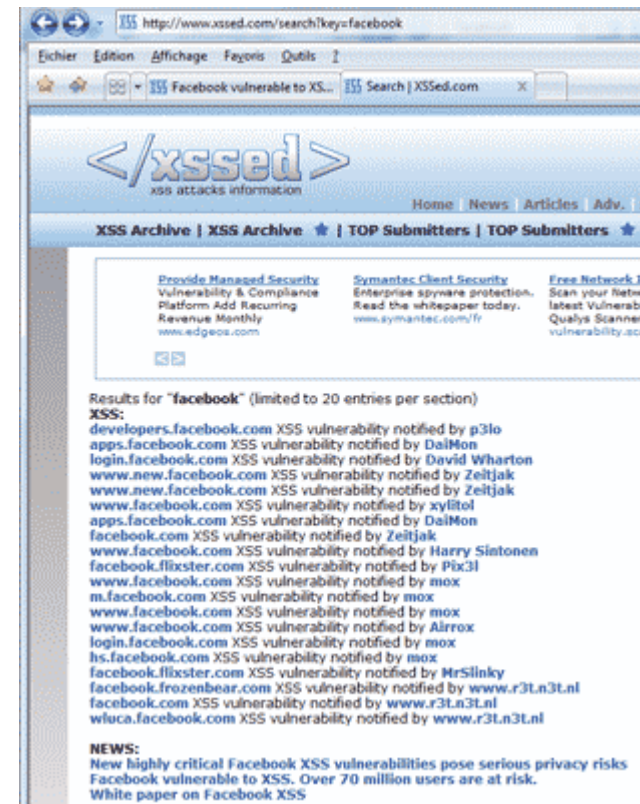 http://www.xssed.com/search?key=facebook
Fichier Edition Affichage Favoris Outils ?
Facebook vulnerable to XS... Search | XSSed.com
</xssed>
xss attacks information
Home | News | Articles | Adv. |
XSS Archive | XSS Archive | TOP Submitters | TOP Submitters
Provide Managed Security
Vulnerability & Compliance
Platform Add Recurring
Revenue Monthly
www.edgeos.com
Symantec Client Security
Enterprise spyware protection.
Read the whitepaper today.
www.symantec.com/fr
Free Network
Scan your Netw
latest Vulnerab
Qualys Scanner
vulnerability.sc
Results for "facebook" (limited to 20 entries per section)
XSS:
developers.facebook.com XSS vulnerability notified by p3lo
apps.facebook.com XSS vulnerability notified by DaiMon
login.facebook.com XSS vulnerability notified by David Wharton
www.new.facebook.com XSS vulnerability notified by Zeitjak
www.new.facebook.com XSS vulnerability notified by Zeitjak
www.facebook.com XSS vulnerability notified by xylitol
apps.facebook.com XSS vulnerability notified by DaiMon
facebook.com XSS vulnerability notified by Zeitjak
www.facebook.com XSS vulnerability notified by Harry Sintonen
facebook.flixster.com XSS vulnerability notified by Pix3l
www.facebook.com XSS vulnerability notified by mox
m.facebook.com XSS vulnerability notified by mox
www.facebook.com XSS vulnerability notified by mox
www.facebook.com XSS vulnerability notified by Airrox
login.facebook.com XSS vulnerability notified by mox
hs.facebook.com XSS vulnerability notified by mox
facebook.flixster.com XSS vulnerability notified by MrSlinky
facebook.frozenbear.com XSS vulnerability notified by www.r3t.n3t.nl
facebook.com XSS vulnerability notified by www.r3t.n3t.nl
wluca.facebook.com XSS vulnerability notified by www.r3t.n3t.nl
NEWS:
New highly critical Facebook XSS vulnerabilities pose serious privacy risks
Facebook vulnerable to XSS. Over 70 million users are at risk.
White paper on Facebook XSS